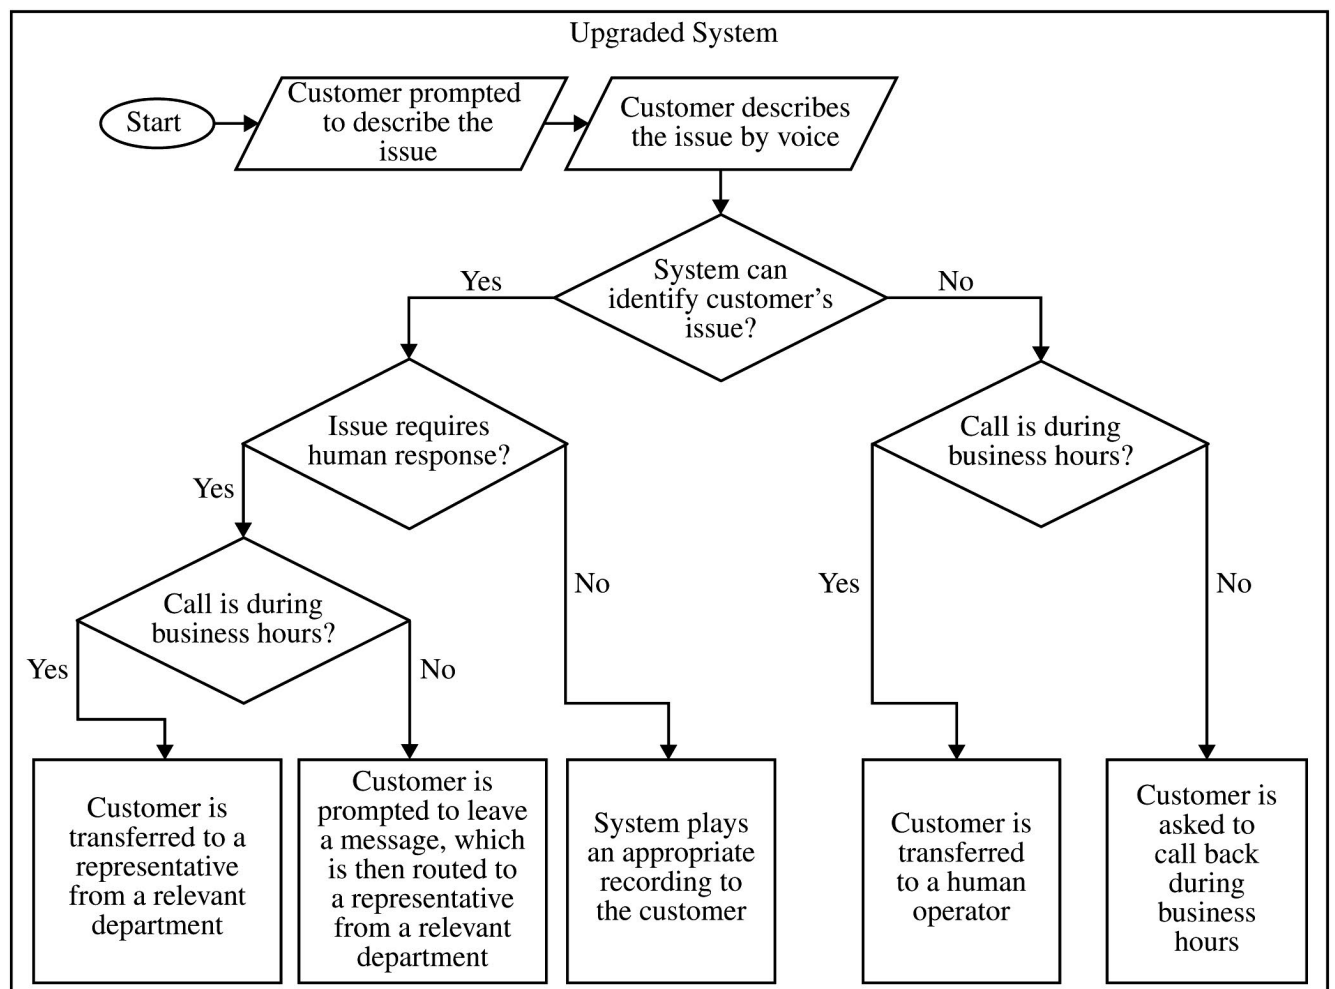 Upgraded System
Start
Customer prompted
to describe the
issue
Customer describes
the issue by voice
System can
identify customer’s
issue?
Yes
No
Issue requires
human response?
Call is during
business hours?
Yes
No
Yes
No
Call is during
business hours?
Yes
No
Customer is
transferred to a
representative
from a relevant
department
Customer is
prompted to leave
a message, which
is then routed to
a representative
from a relevant
department
System plays
an appropriate
recording to
the customer
Customer is
transferred
to a human
operator
Customer is
asked to
call back
during
business
hours